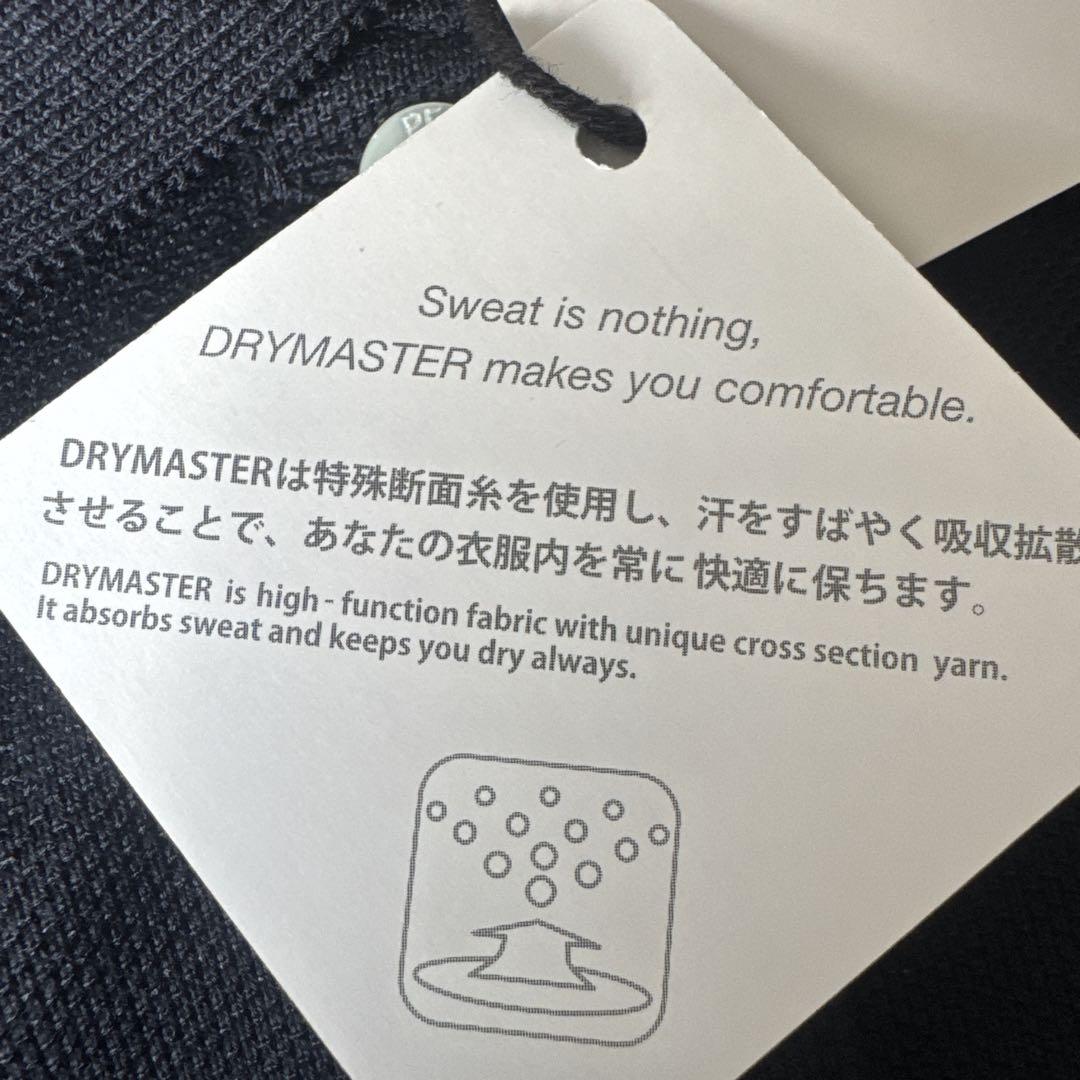 Sweat is nothing,
DRYMASTER makes you comfortable.
DRYMASTERは特殊断面糸を使用し、汗をすばやく吸収拡散
させることで、あなたの衣服内を常に快適に保ちます。
DRYMASTER is high-function fabric with unique cross section yarn.
It absorbs sweat and keeps you dry always.